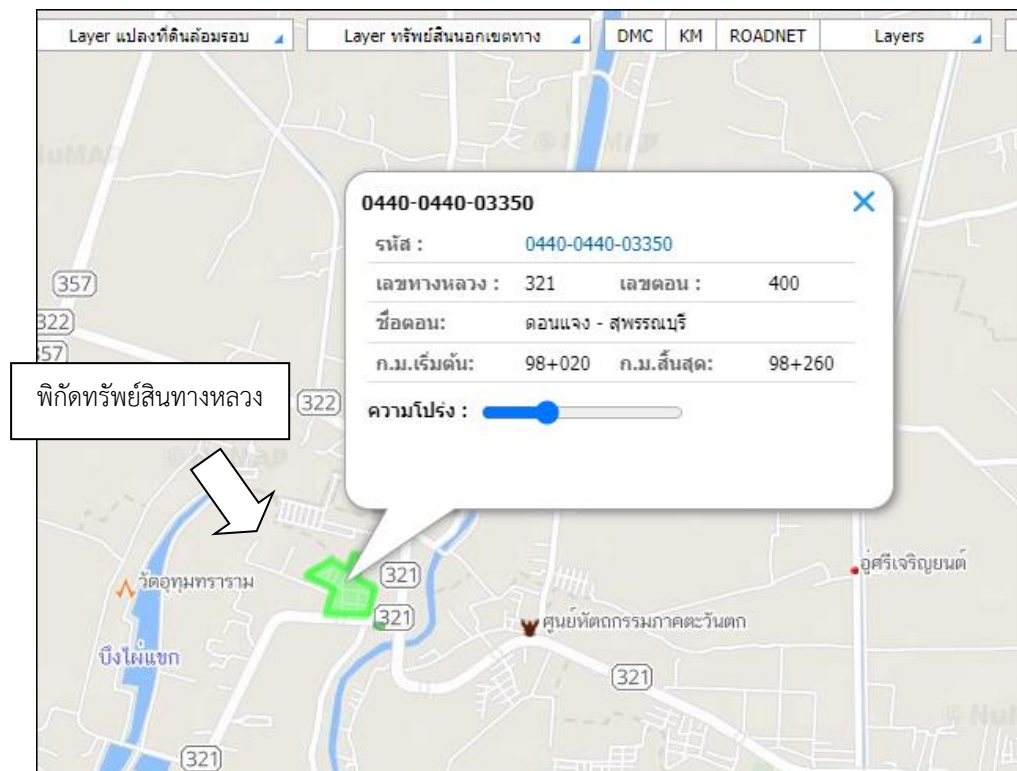 Layer แปลงที่ดินล้อมรอบ Layer ทรัพย์สินนอกเขตทาง DMC KM ROADNET Layers
NuMAP
0440-0440-03350
รหัส : 0440-0440-03350
เลขทางหลวง : 321 เลขตอน : 400
ชื่อตอน: ดอนแจง - สุพรรณบุรี
ก.ม.เริ่มต้น: 98+020 ก.ม.สิ้นสุด: 98+260
ความโปร่ง :
357
322
357
พิกัดทรัพย์สินทางหลวง
322
321
321
วัดอุทุมทราราม
บึงไผ่แขก
อู่ศรีเจริญยนต์
ศูนย์หัตถกรรมภาคตะวันตก
321
321